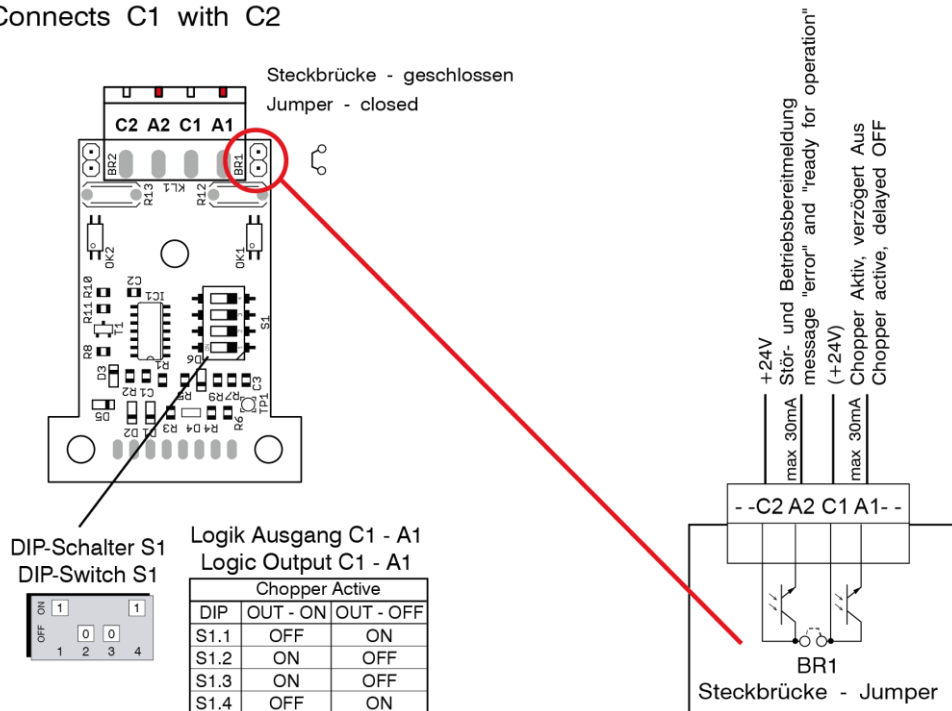 Connects C1 with C2
Steckbrücke - geschlossen
Jumper - closed
C2 A2 C1 A1
BR2
BR1
KL1
R13
R12
OK2
OK1
R10
R11
T1
R8
C2
IC1
S1
R1
D6
D3
R2 C1
R5
R9 R7
C3
TP1
D5
D2
D1
R3 D4 R4
R6
DIP-Schalter S1
DIP-Switch S1
ON 1 1
OFF 0 0
1 2 3 4
Logik Ausgang C1 - A1
Logic Output C1 - A1
Chopper Active
DIP OUT - ON OUT - OFF
S1.1 OFF ON
S1.2 ON OFF
S1.3 ON OFF
S1.4 OFF ON
+24V
Stör- und Betriebsbereitmeldung
max 30mA message "error" and "ready for operation"
(+24V)
Chopper Aktiv, verzögert Aus
max 30mA Chopper active, delayed OFF
- -C2 A2 C1 A1- -
BR1
Steckbrücke - Jumper